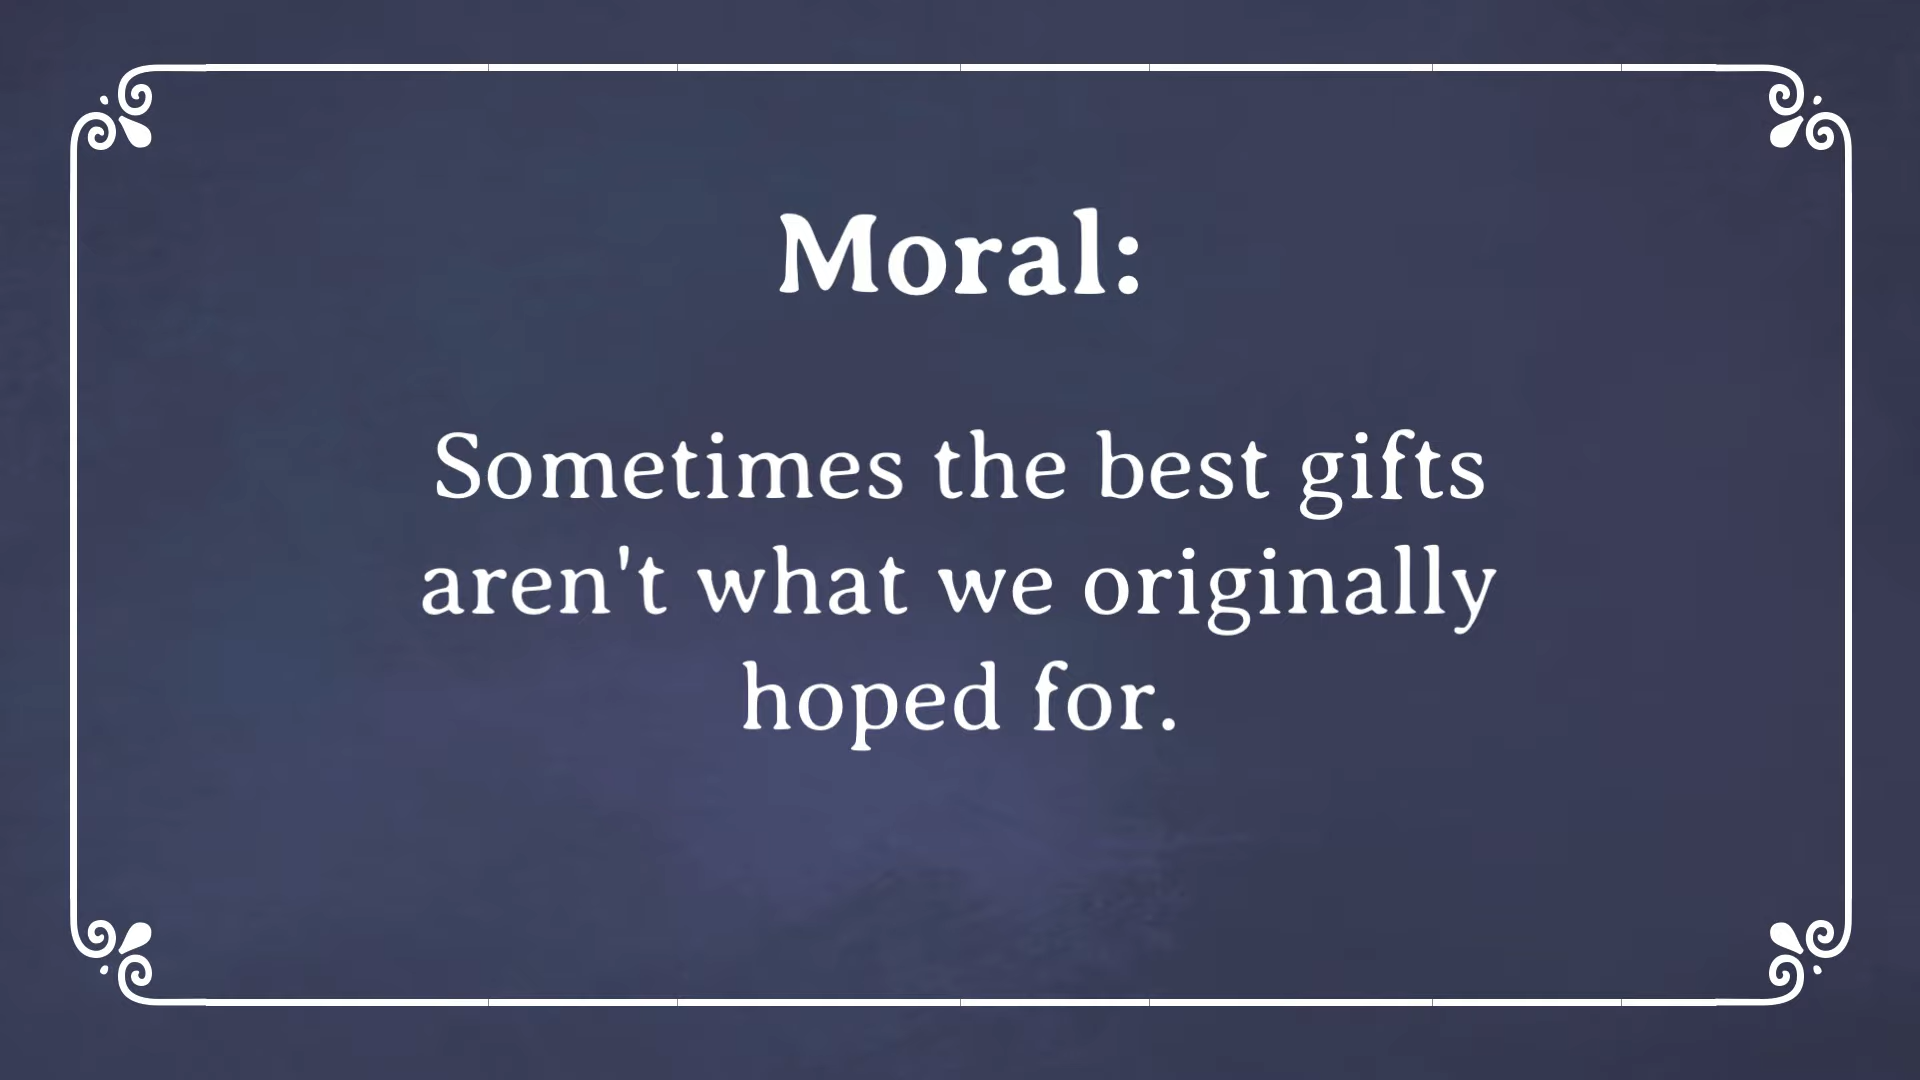 Moral:
Sometimes the best gifts
aren't what we originally
hoped for.